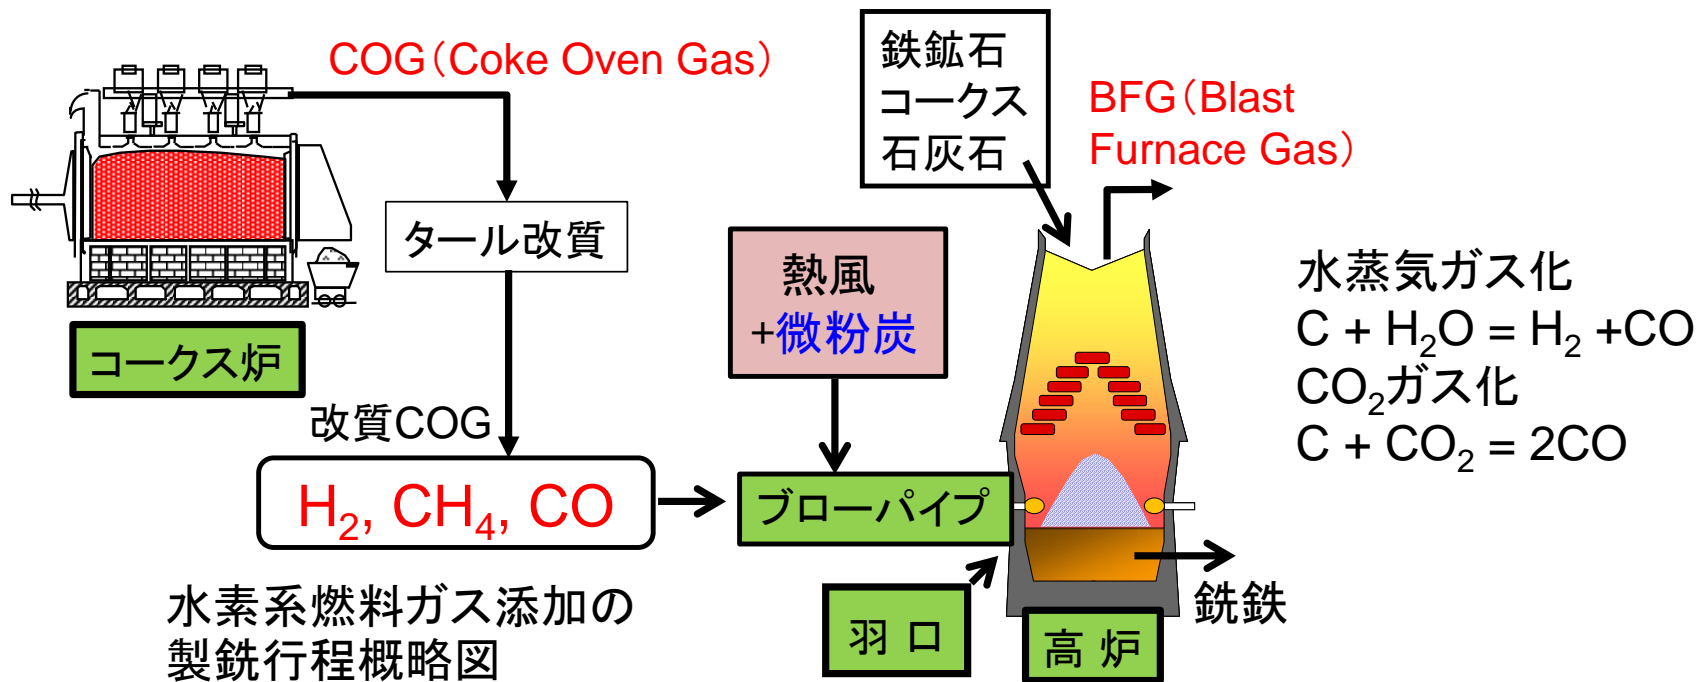 COG（Coke Oven Gas）
鉄鉱石
コークス
石灰石
BFG（Blast
Furnace Gas）
タール改質
熱風
+微粉炭
水蒸気ガス化
C + H₂O = H₂ +CO
CO₂ガス化
C + CO₂ = 2CO
コークス炉
改質COG
H₂, CH₄, CO
ブローパイプ
羽 口
高 炉
銑鉄
水素系燃料ガス添加の
製銑行程概略図